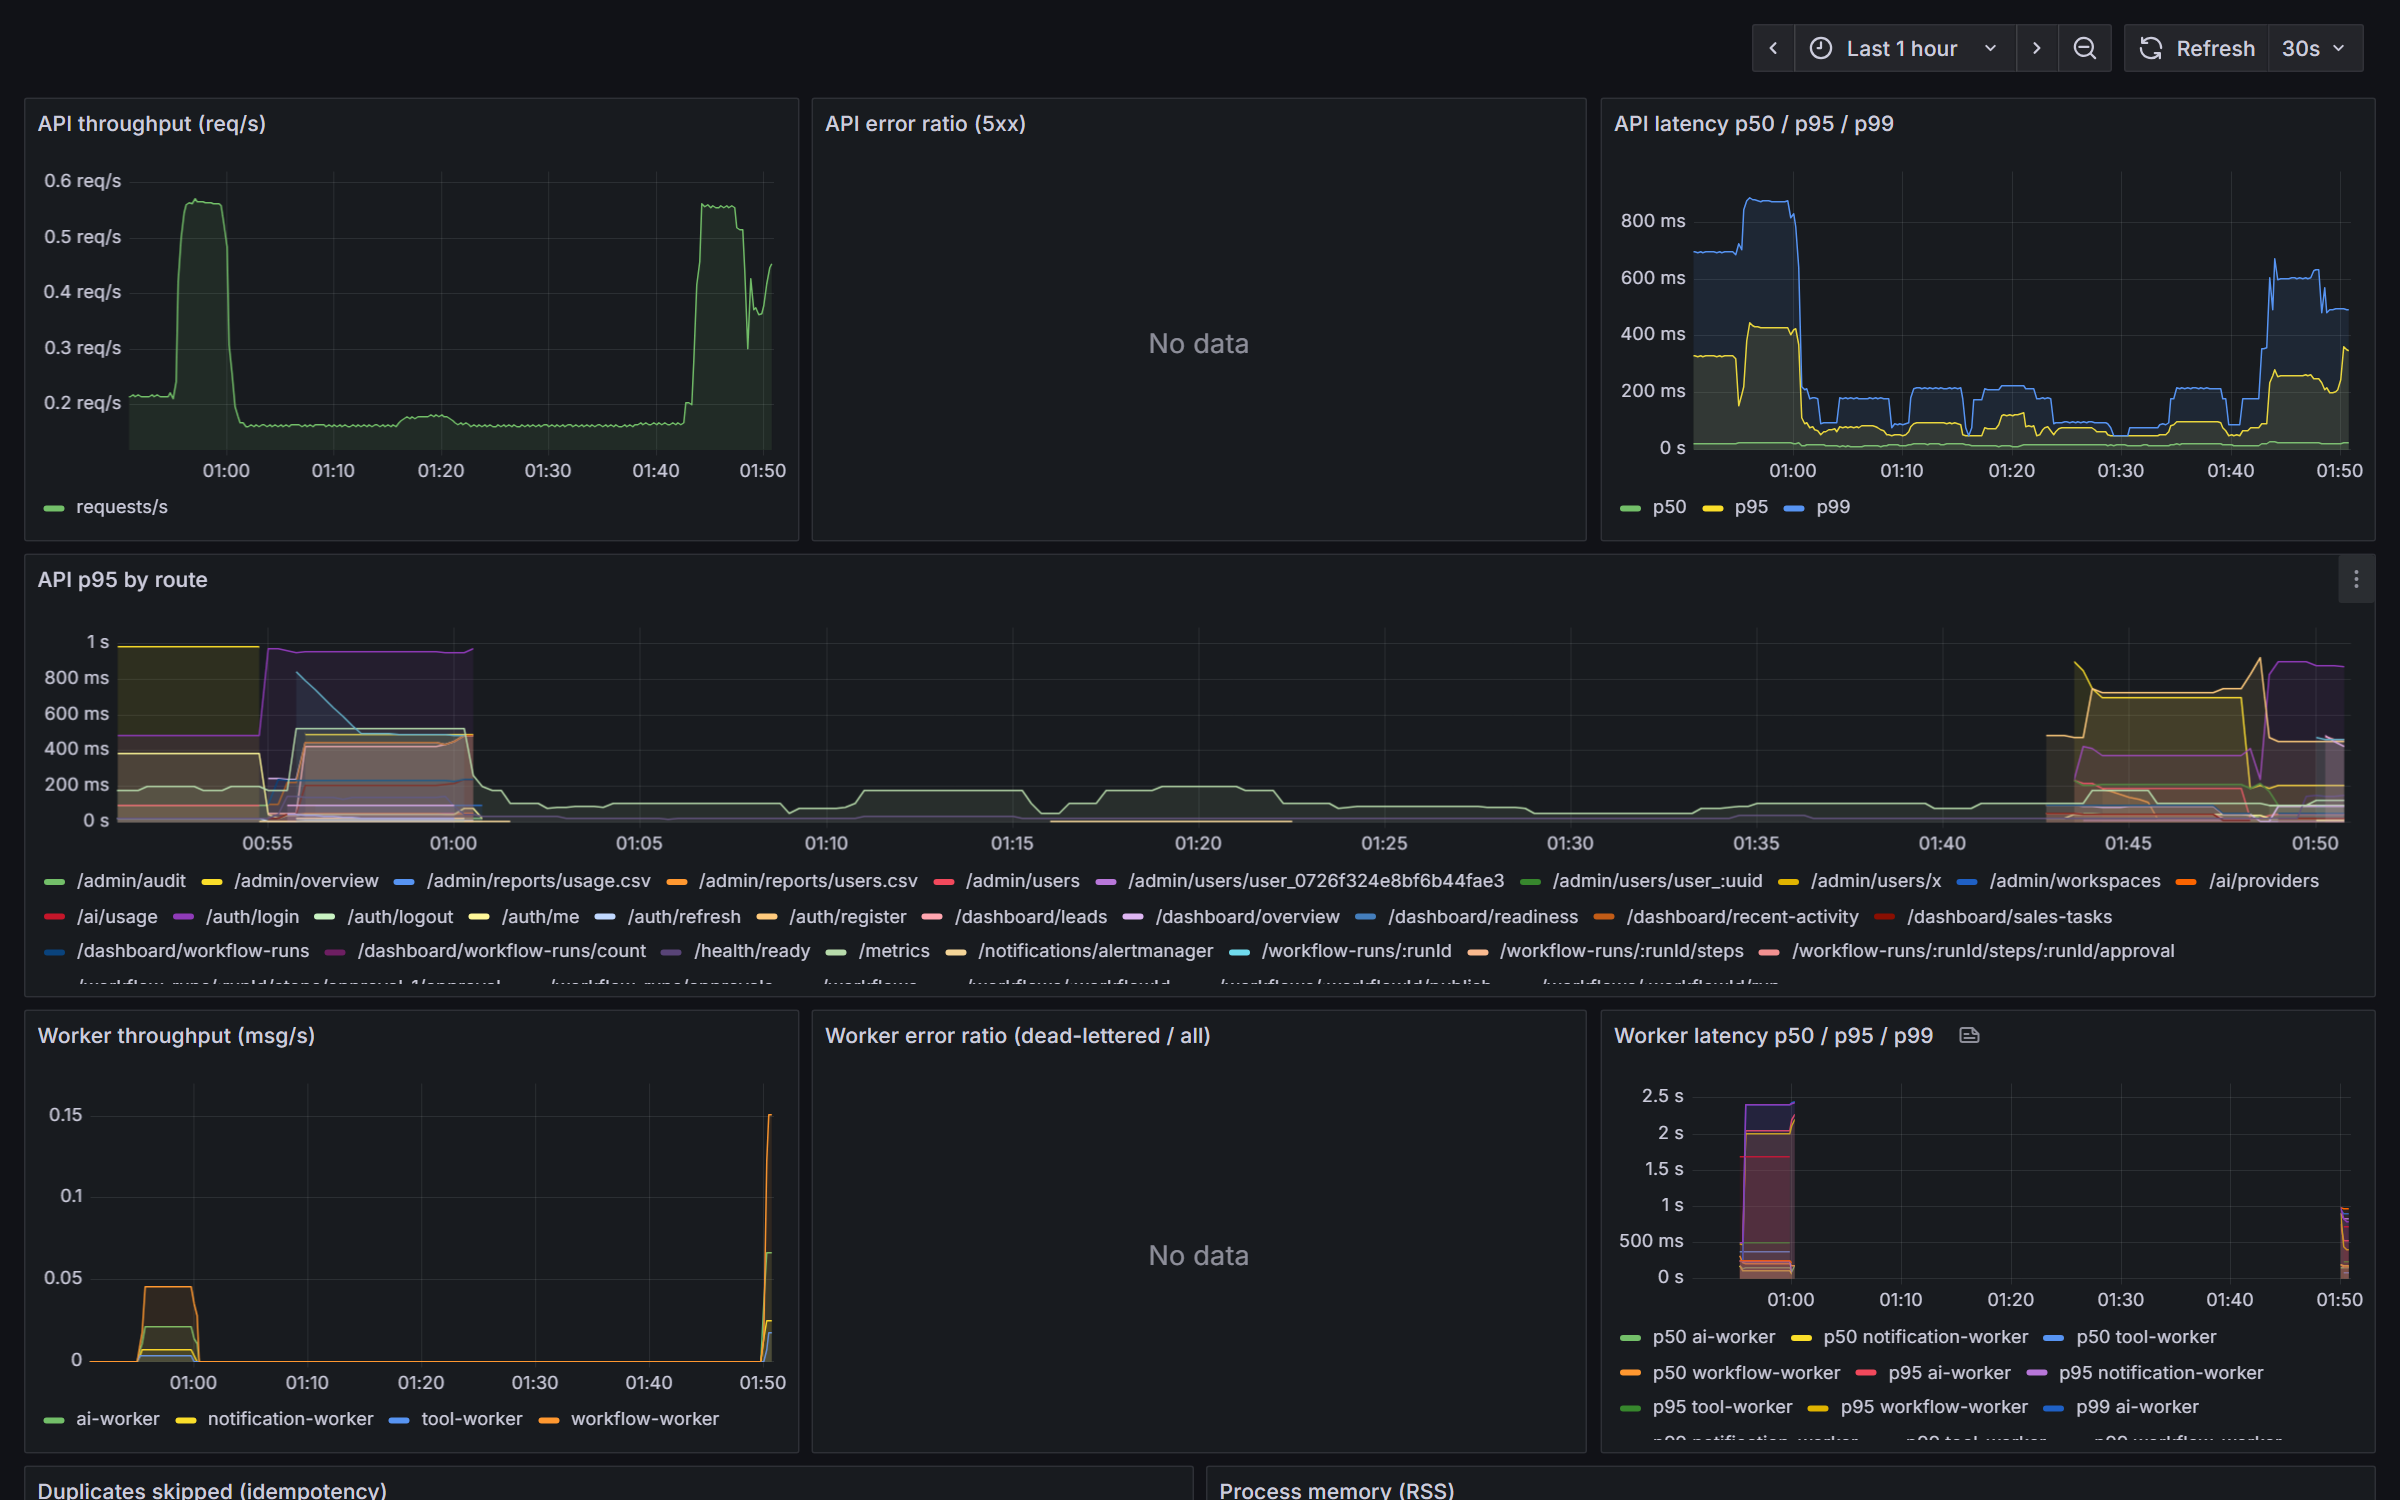 Last 1 hour
Refresh 30s
API throughput (req/s)
0.6 req/s
0.5 req/s
0.4 req/s
0.3 req/s
0.2 req/s
01:00 01:10 01:20 01:30 01:40 01:50
requests/s
API error ratio (5xx)
No data
API latency p50 / p95 / p99
800 ms
600 ms
400 ms
200 ms
0 s
01:00 01:10 01:20 01:30 01:40 01:50
p50 p95 p99
API p95 by route
1 s
800 ms
600 ms
400 ms
200 ms
0 s
00:55 01:00 01:05 01:10 01:15 01:20 01:25 01:30 01:35 01:40 01:45 01:50
/admin/audit /admin/overview /admin/reports/usage.csv /admin/reports/users.csv /admin/users /admin/users/user_0726f324e8bf6b44fae3 /admin/users/user_:uuid /admin/users/x /admin/workspaces /ai/providers
/ai/usage /auth/login /auth/logout /auth/me /auth/refresh /auth/register /dashboard/leads /dashboard/overview /dashboard/readiness /dashboard/recent-activity /dashboard/sales-tasks
/dashboard/workflow-runs /dashboard/workflow-runs/count /health/ready /metrics /notifications/alertmanager /workflow-runs/:runId /workflow-runs/:runId/steps /workflow-runs/:runId/steps/:runId/approval
Worker throughput (msg/s)
0.15
0.1
0.05
0
01:00 01:10 01:20 01:30 01:40 01:50
ai-worker notification-worker tool-worker workflow-worker
Worker error ratio (dead-lettered / all)
No data
Worker latency p50 / p95 / p99
2.5 s
2 s
1.5 s
1 s
500 ms
0 s
01:00 01:10 01:20 01:30 01:40 01:50
p50 ai-worker p50 notification-worker p50 tool-worker
p50 workflow-worker p95 ai-worker p95 notification-worker
p95 tool-worker p95 workflow-worker p99 ai-worker
Duplicates skipped (idempotency)
Process memory (RSS)